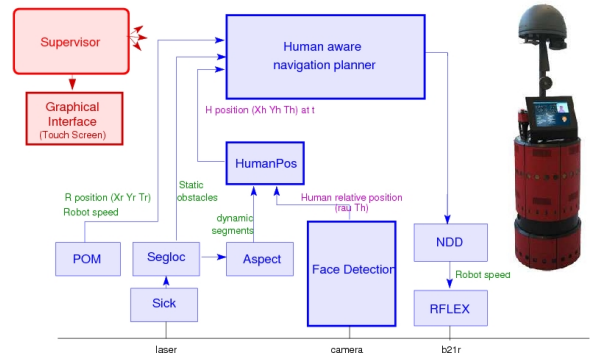 Supervisor
Human aware
navigation planner
Graphical
Interface
(Touch Screen)
H position (Xh Yh Th) at t
HumanPos
R position (Xr Yr Tr)
Robot speed
Static
obstacles
Human relative position
(rau Th)
dynamic
segments
POM
Segloc
Aspect
Face Detection
NDD
Robot speed
Sick
RFLEX
laser
camera
b21r